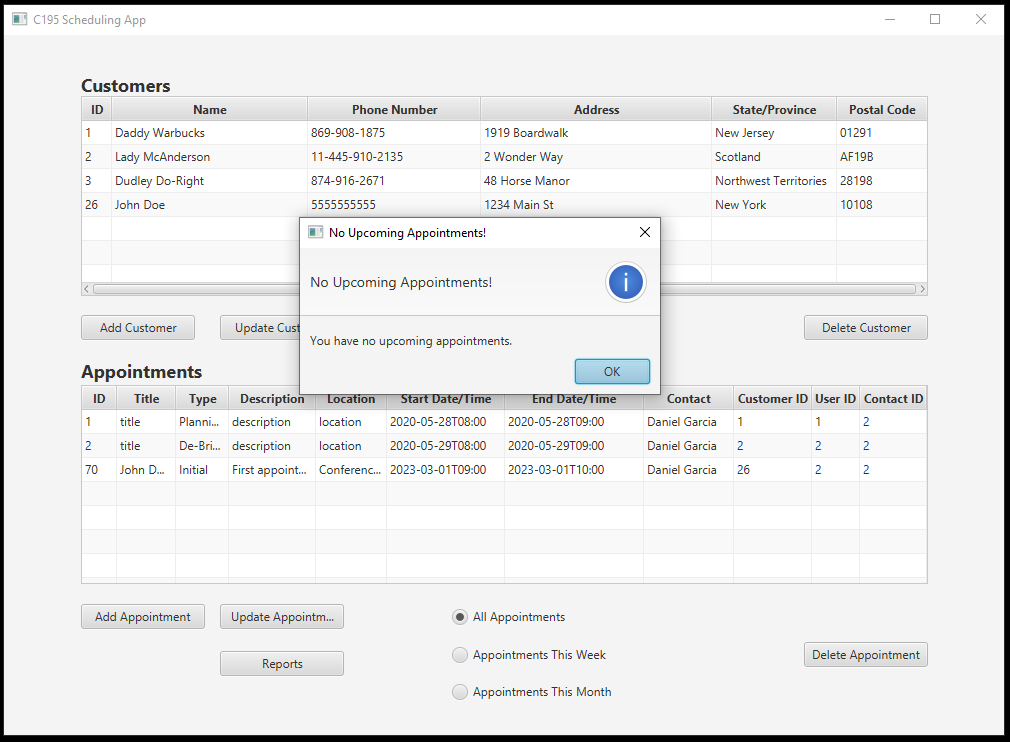 C195 Scheduling App
Customers
ID Name Phone Number Address State/Province Postal Code
1 Daddy Warbucks 869-908-1875 1919 Boardwalk New Jersey 01291
2 Lady McAnderson 11-445-910-2135 2 Wonder Way Scotland AF19B
3 Dudley Do-Right 874-916-2671 48 Horse Manor Northwest Territories 28198
26 John Doe 5555555555 1234 Main St New York 10108
No Upcoming Appointments!
No Upcoming Appointments!
You have no upcoming appointments.
OK
Add Customer Update Cust Delete Customer
Appointments
ID Title Type Description Location Start Date/Time End Date/Time Contact Customer ID User ID Contact ID
1 title Planni... description location 2020-05-28T08:00 2020-05-28T09:00 Daniel Garcia 1 1 2
2 title De-Bri... description location 2020-05-29T08:00 2020-05-29T09:00 Daniel Garcia 2 2 2
70 John D... Initial First appoint... Conferenc... 2023-03-01T09:00 2023-03-01T10:00 Daniel Garcia 26 2 2
Add Appointment Update Appointm... All Appointments
Reports Appointments This Week Delete Appointment
Appointments This Month